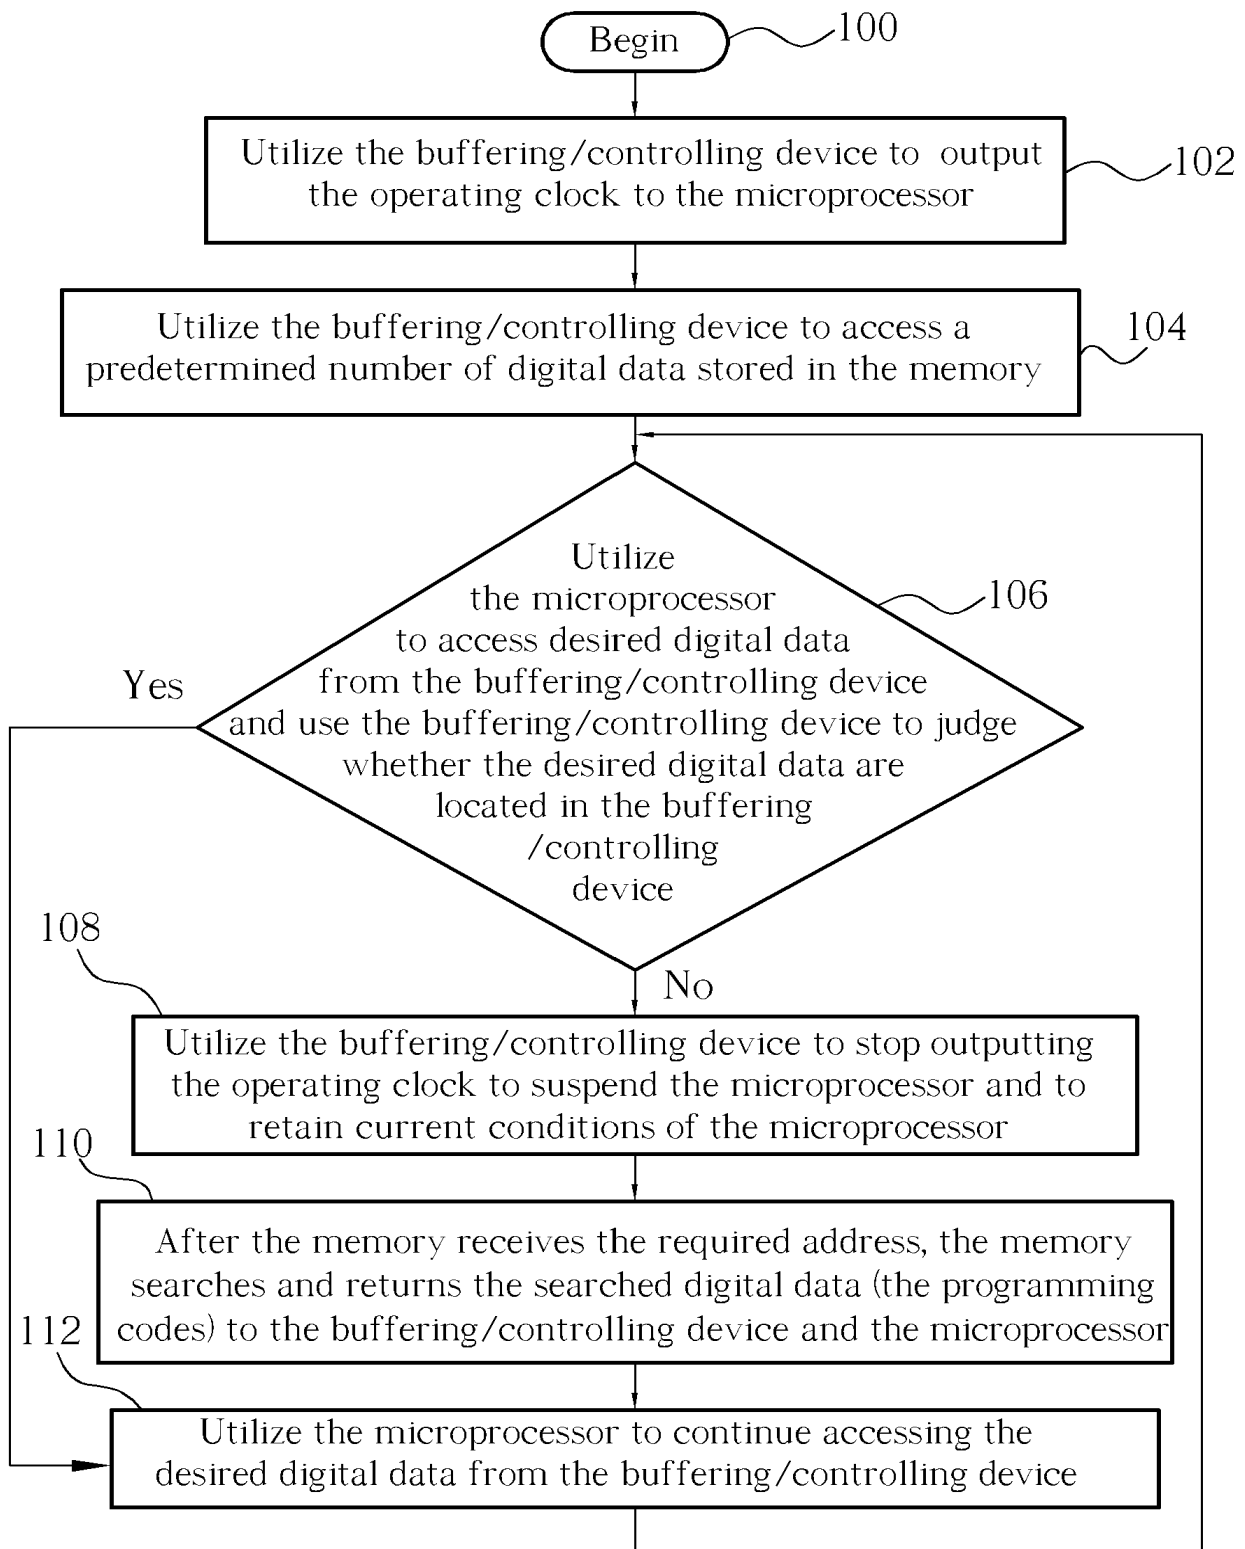 Begin
100
Utilize the buffering/controlling device to output
the operating clock to the microprocessor
102
Utilize the buffering/controlling device to access a
predetermined number of digital data stored in the memory
104
Utilize
the microprocessor
to access desired digital data
from the buffering/controlling device
and use the buffering/controlling device to judge
whether the desired digital data are
located in the buffering
/controlling
device
106
Yes
No
108
Utilize the buffering/controlling device to stop outputting
the operating clock to suspend the microprocessor and to
retain current conditions of the microprocessor
110
After the memory receives the required address, the memory
searches and returns the searched digital data (the programming
codes) to the buffering/controlling device and the microprocessor
112
Utilize the microprocessor to continue accessing the
desired digital data from the buffering/controlling device